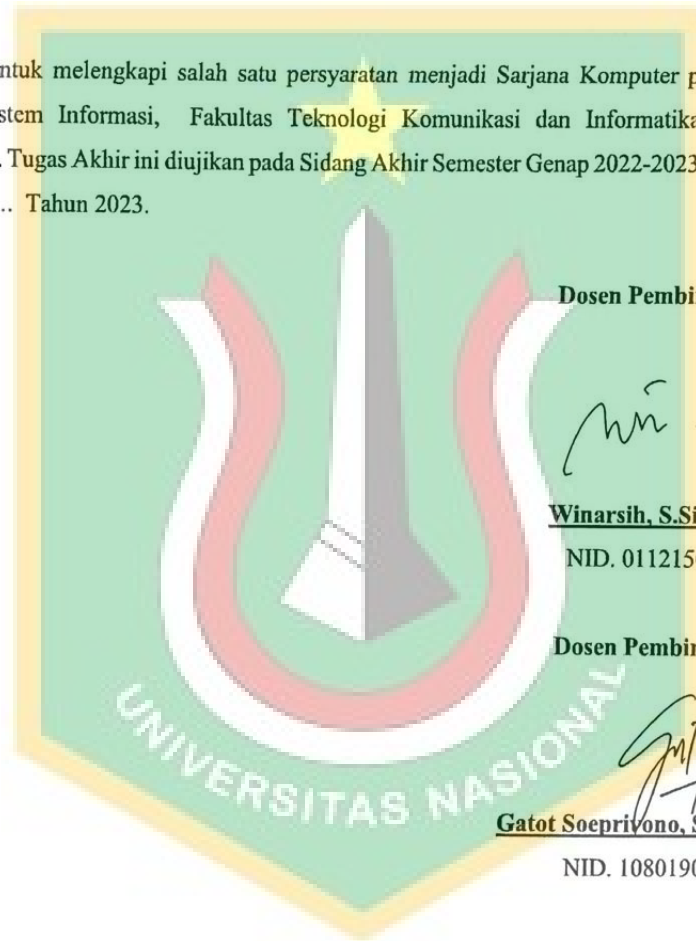 ntuk melengkapi salah satu persyaratan menjadi Sarjana Komputer p
stem Informasi, Fakultas Teknologi Komunikasi dan Informatika
. Tugas Akhir ini diujikan pada Sidang Akhir Semester Genap 2022-2023
.. Tahun 2023.
Dosen Pembi
Winarsih, S.Si
NID. 011215
Dosen Pembi
Gatot Soepriyono, S
NID. 1080190
UNIVERSITAS NASIONAL